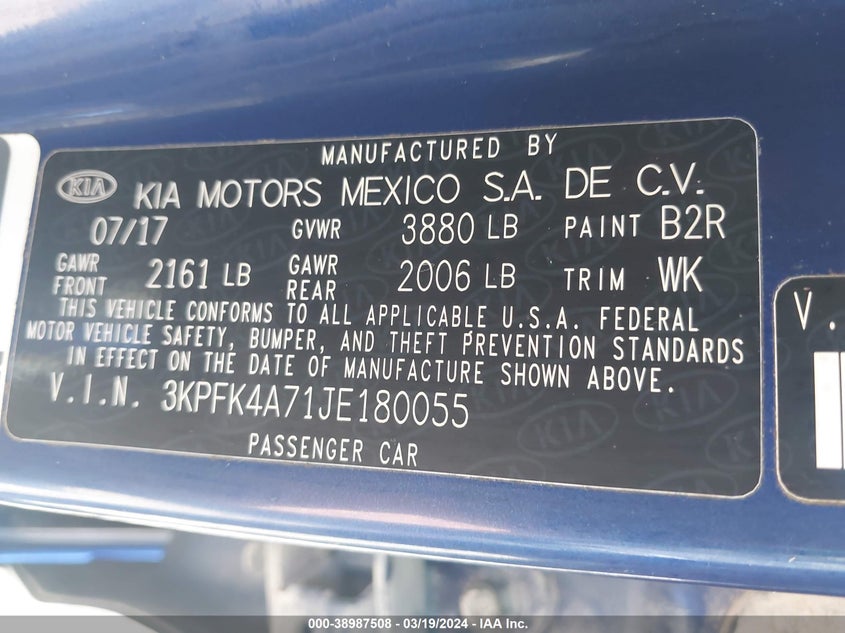 MANUFACTURED BY
KIA KIA MOTORS MEXICO S.A. DE C.V.
07/17 GVWR 3880 LB PAINT B2R
GAWR FRONT 2161 LB GAWR REAR 2006 LB TRIM WK
THIS VEHICLE CONFORMS TO ALL APPLICABLE U.S.A. FEDERAL
MOTOR VEHICLE SAFETY, BUMPER, AND THEFT PREVENTION STANDARDS
IN EFFECT ON THE DATE OF MANUFACTURE SHOWN ABOVE.
V.I.N. 3KPFK4A71JE180055
PASSENGER CAR
V.
000-38987508 - 03/19/2024 - IAAI.com